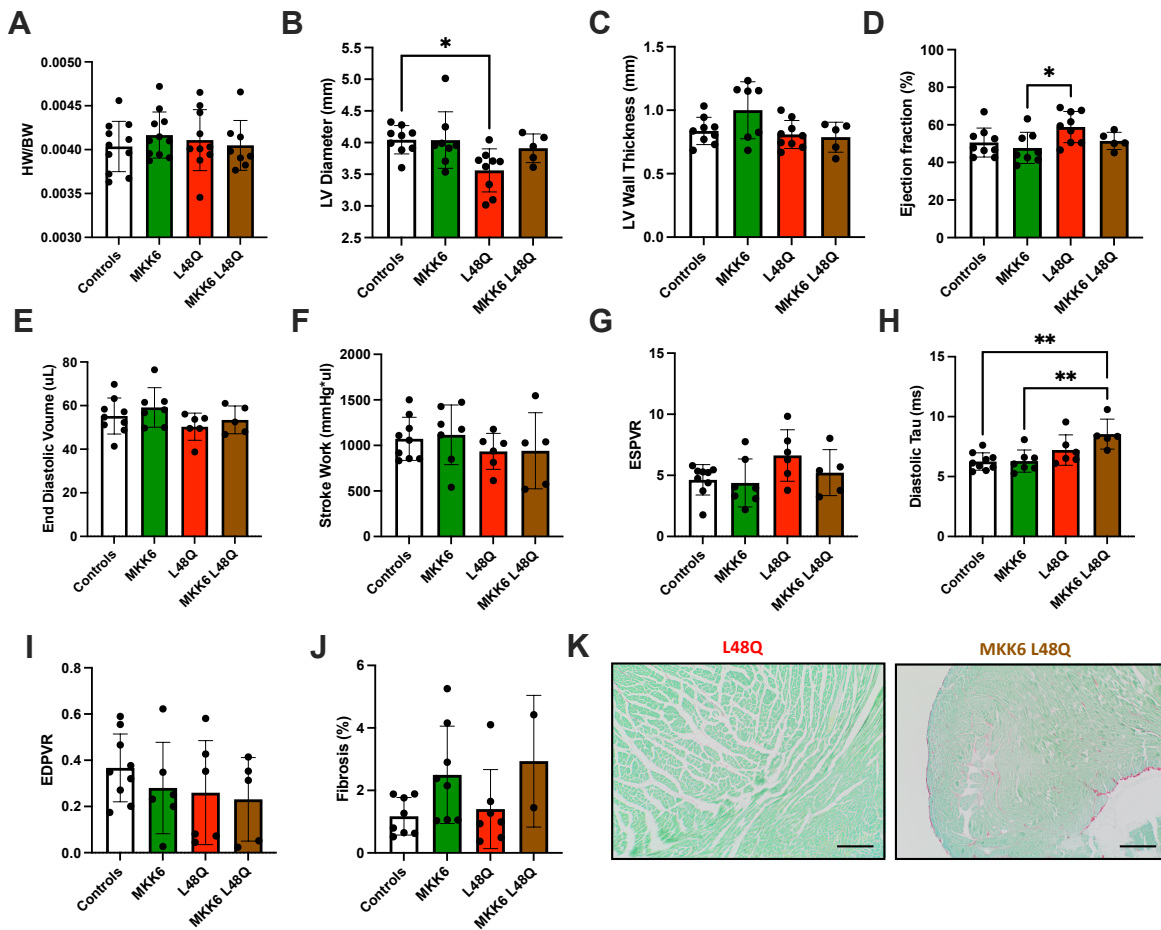 A
HW/BW
0.0050
0.0045
0.0040
0.0035
0.0030
Controls
MKK6
L48Q
MKK6 L48Q
B
LV Diameter (mm)
5.5
5.0
4.5
4.0
3.5
3.0
2.5
*
Controls
MKK6
L48Q
MKK6 L48Q
C
LV Wall Thickness (mm)
1.5
1.0
0.5
0.0
Controls
MKK6
L48Q
MKK6 L48Q
D
Ejection fraction (%)
100
80
60
40
20
0
*
Controls
MKK6
L48Q
MKK6 L48Q
E
End Diastolic Voume (uL)
80
60
40
20
0
Controls
MKK6
L48Q
MKK6 L48Q
F
Stroke Work (mmHg*ul)
2000
1500
1000
500
0
Controls
MKK6
L48Q
MKK6 L48Q
G
ESPVR
15
10
5
0
Controls
MKK6
L48Q
MKK6 L48Q
H
Diastolic Tau (ms)
15
10
5
0
**
**
Controls
MKK6
L48Q
MKK6 L48Q
I
EDPVR
0.8
0.6
0.4
0.2
0.0
Controls
MKK6
L48Q
MKK6 L48Q
J
Fibrosis (%)
6
4
2
0
Controls
MKK6
L48Q
MKK6 L48Q
K
L48Q
MKK6 L48Q